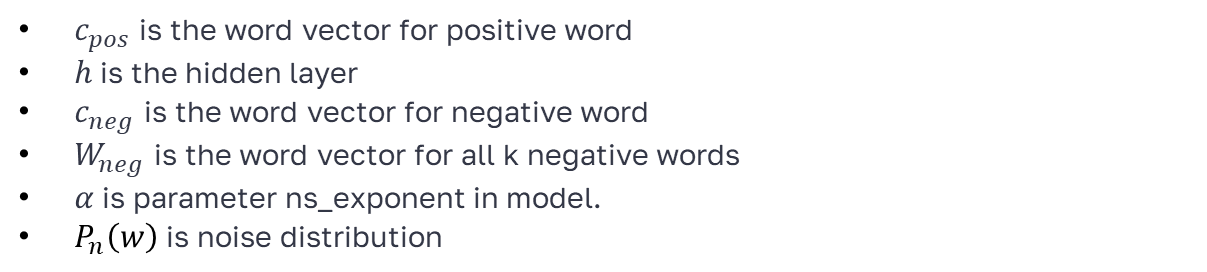 • c_pos is the word vector for positive word
• h is the hidden layer
• c_neg is the word vector for negative word
• W_neg is the word vector for all k negative words
• α is parameter ns_exponent in model.
• P_n(w) is noise distribution